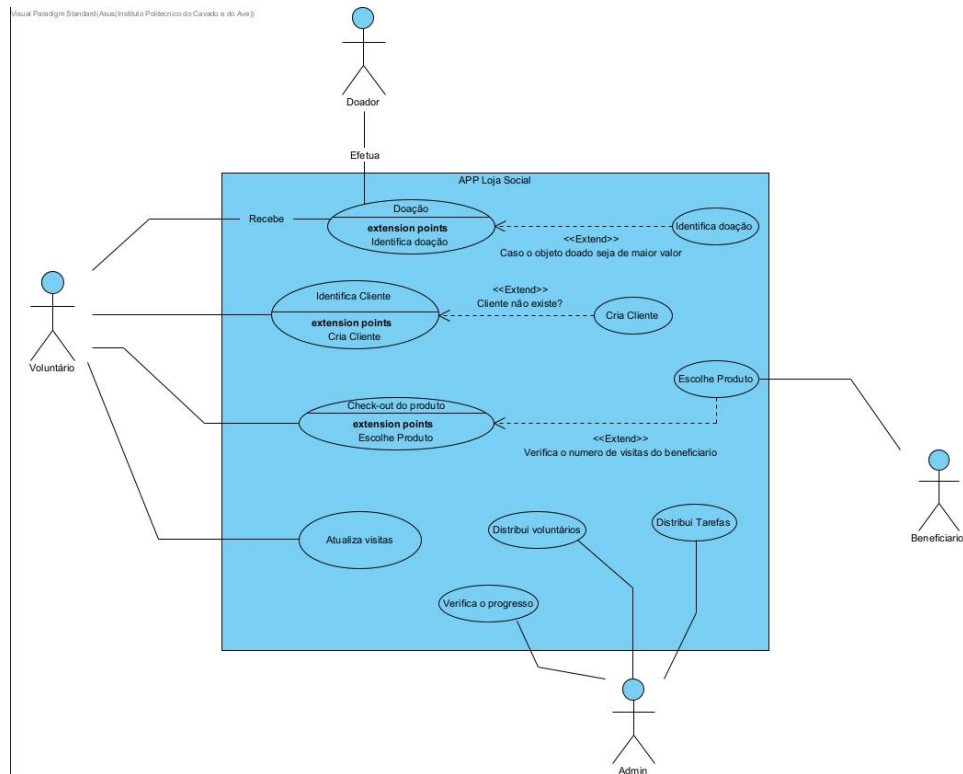 Visual Paradigm Standard(Asus(Instituto Politecnico do Cavado e do Ave))
Doador
Efetua
APP Loja Social
Recebe
Doação
extension points
Identifica doação
Identifica doação
<<Extend>>
Caso o objeto doado seja de maior valor
Identifica Cliente
extension points
Cria Cliente
<<Extend>>
Cliente não existe?
Cria Cliente
Voluntário
Escolhe Produto
Check-out do produto
extension points
Escolhe Produto
<<Extend>>
Verifica o numero de visitas do beneficiario
Beneficiario
Atualiza visitas
Distribui voluntários
Distribui Tarefas
Verifica o progresso
Admin